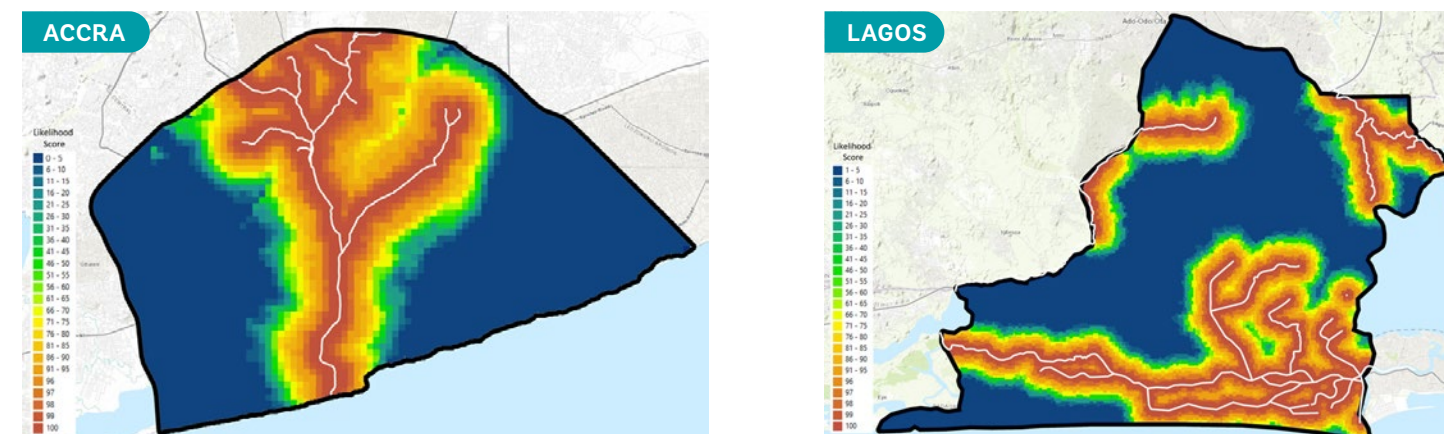 ACCRA
Likelihood
Score
0 - 5
6 - 10
11 - 15
16 - 20
21 - 25
26 - 30
31 - 35
36 - 40
41 - 45
46 - 50
51 - 55
56 - 60
61 - 65
66 - 70
71 - 75
76 - 80
81 - 85
86 - 90
91 - 95
96
97
98
99
100
LAGOS
Ado-Odo/Ota
Likelihood
Score
1 - 5
6 - 10
11 - 15
16 - 20
21 - 25
26 - 30
31 - 35
36 - 40
41 - 45
46 - 50
51 - 55
56 - 60
61 - 65
66 - 70
71 - 75
76 - 80
81 - 85
86 - 90
91 - 95
96
97
98
99
100